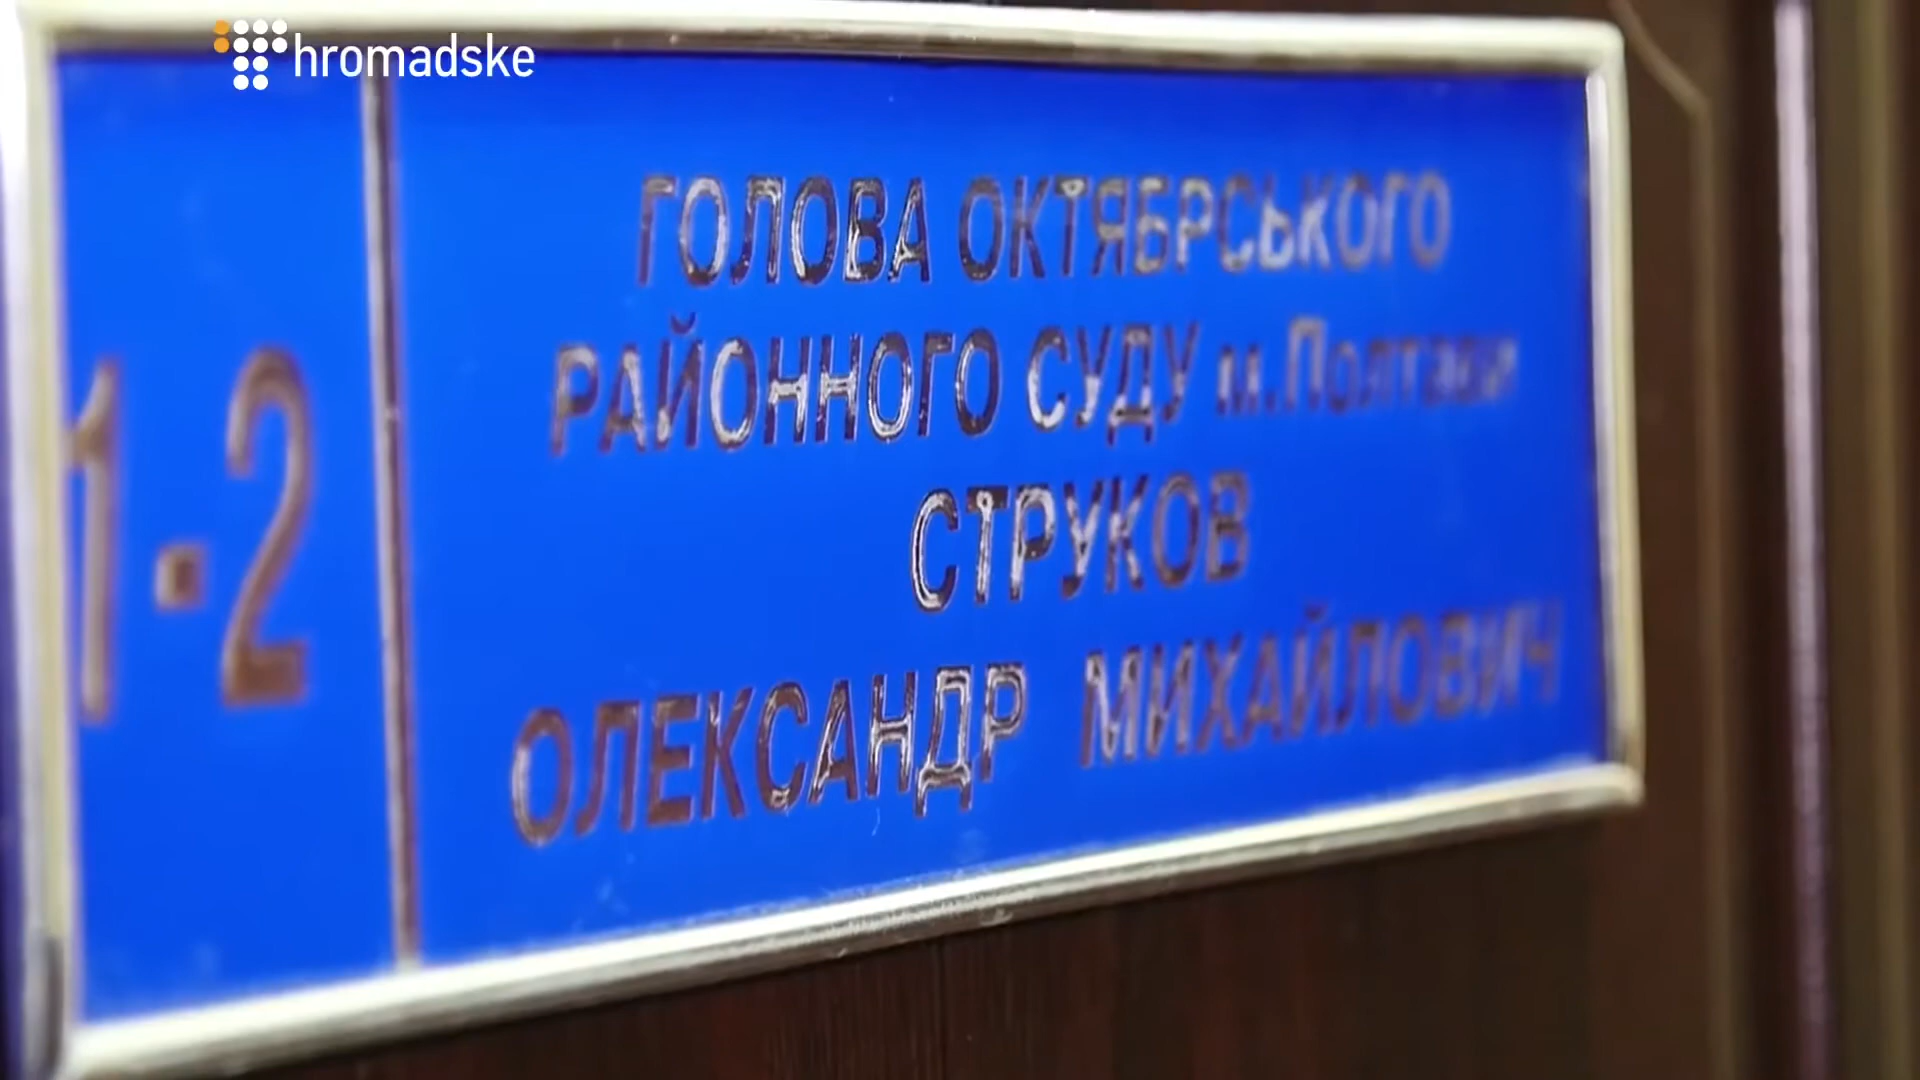 hromadske
1-2
ГОЛОВА ОКТЯБРСЬКОГО
РАЙОННОГО СУДУ м.Полтави
СТРУКОВ
ОЛЕКСАНДР МИХАЙЛОВИЧ